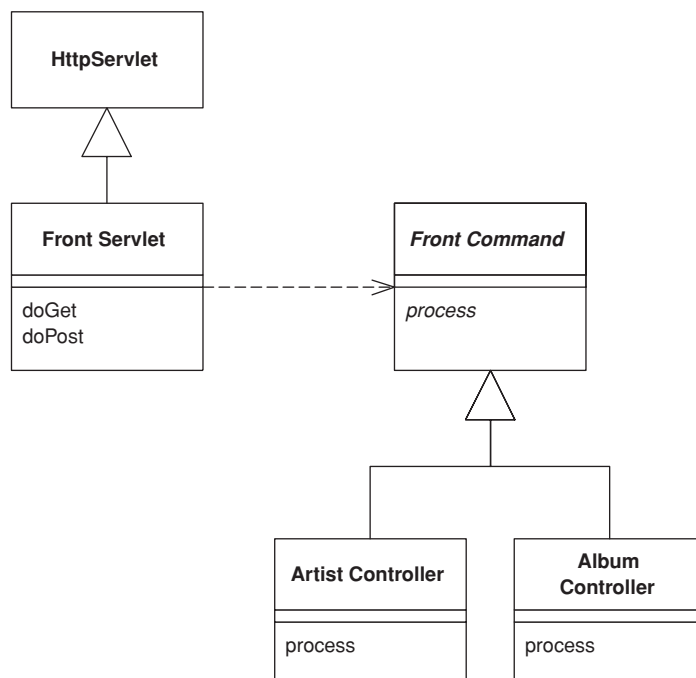 HttpServlet
Front Servlet
doGet
doPost
Front Command
process
Artist Controller
process
Album
Controller
process